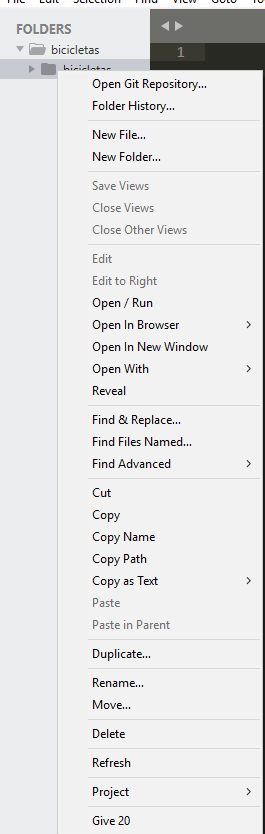 File Edit Selection Find View Goto
FOLDERS
bicicletas
1
bicicletas
Open Git Repository...
Folder History...
New File...
New Folder...
Save Views
Close Views
Close Other Views
Edit
Edit to Right
Open / Run
Open In Browser
Open In New Window
Open With
Reveal
Find & Replace...
Find Files Named...
Find Advanced
Cut
Copy
Copy Name
Copy Path
Copy as Text
Paste
Paste in Parent
Duplicate...
Rename...
Move...
Delete
Refresh
Project
Give 20